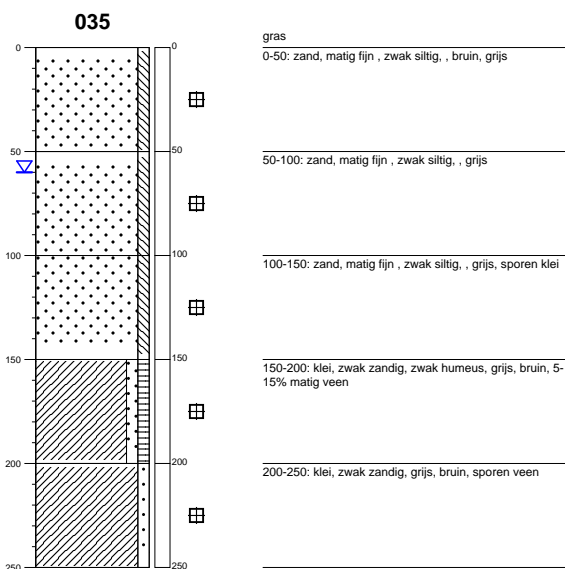 035
gras
0
0
0-50: zand, matig fijn , zwak siltig, , bruin, grijs
50
50
50-100: zand, matig fijn , zwak siltig, , grijs
100
100
100-150: zand, matig fijn , zwak siltig, , grijs, sporen klei
150
150
150-200: klei, zwak zandig, zwak humeus, grijs, bruin, 5-
15% matig veen
200
200
200-250: klei, zwak zandig, grijs, bruin, sporen veen
250
250